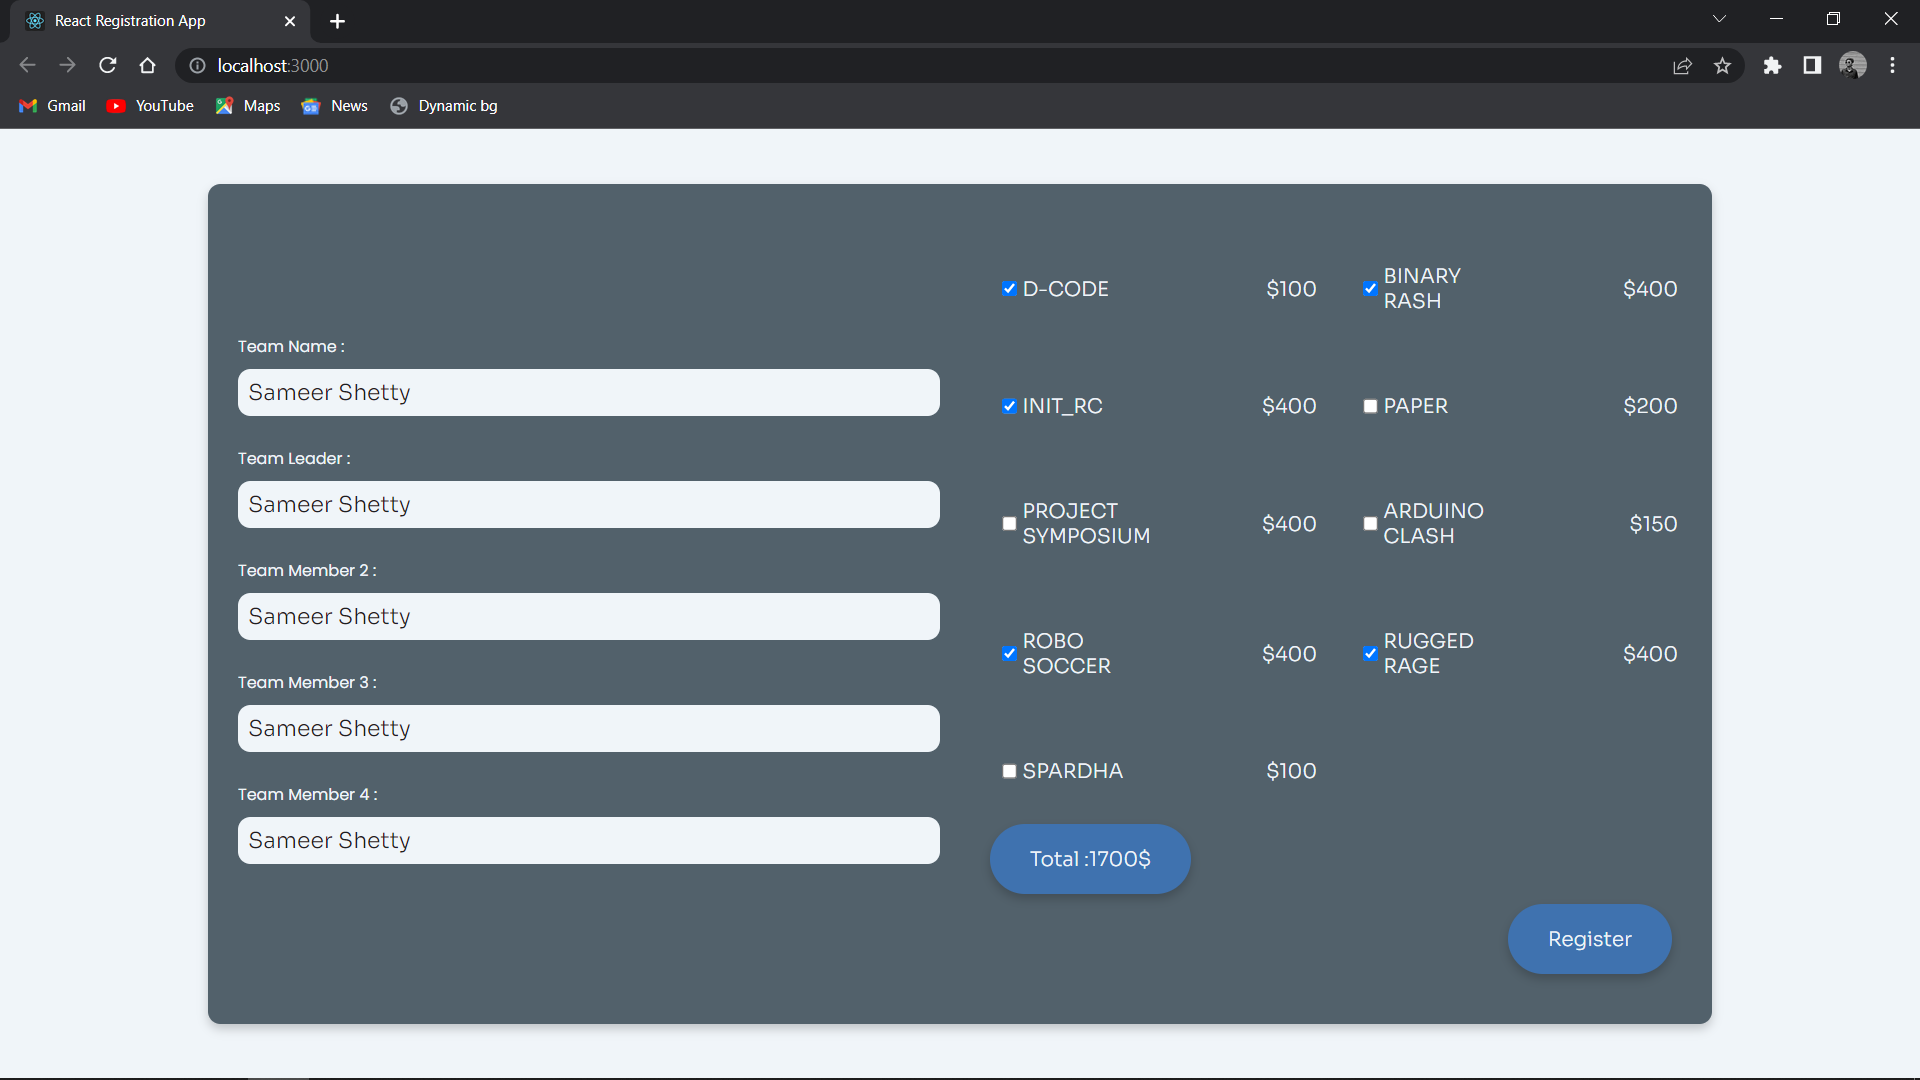 React Registration App
localhost:3000
Gmail
YouTube
Maps
News
Dynamic bg
Team Name :
Sameer Shetty
Team Leader :
Sameer Shetty
Team Member 2 :
Sameer Shetty
Team Member 3 :
Sameer Shetty
Team Member 4 :
Sameer Shetty
D-CODE $100
BINARY
RASH
$400
INIT_RC $400
PAPER $200
PROJECT
SYMPOSIUM
$400
ARDUINO
CLASH
$150
ROBO
SOCCER
$400
RUGGED
RAGE
$400
SPARDHA $100
Total :1700$
Register